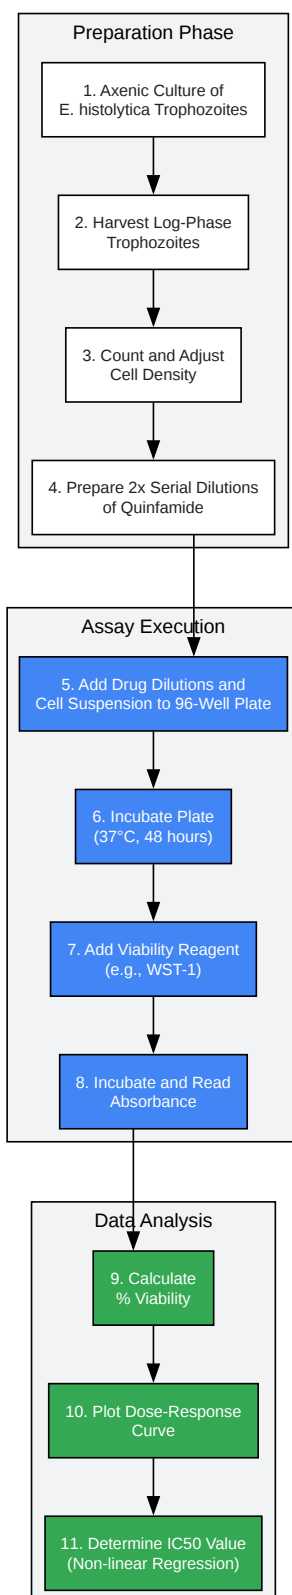 Preparation Phase
1. Axenic Culture of
E. histolytica Trophozoites
2. Harvest Log-Phase
Trophozoites
3. Count and Adjust
Cell Density
4. Prepare 2x Serial Dilutions
of Quinfamide
Assay Execution
5. Add Drug Dilutions and
Cell Suspension to 96-Well Plate
6. Incubate Plate
(37°C, 48 hours)
7. Add Viability Reagent
(e.g., WST-1)
8. Incubate and Read
Absorbance
Data Analysis
9. Calculate
% Viability
10. Plot Dose-Response
Curve
11. Determine IC50 Value
(Non-linear Regression)